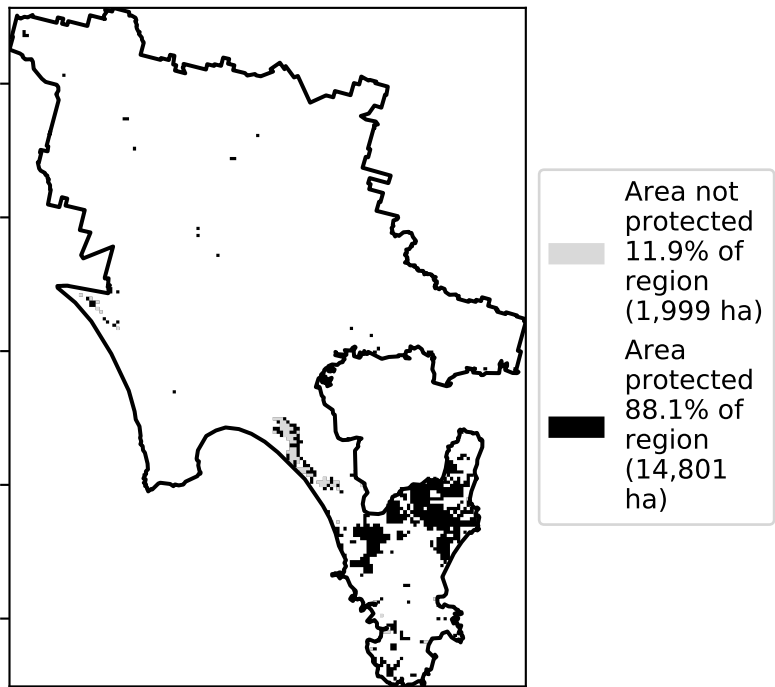 Area not
protected
11.9% of
region
(1,999 ha)
Area
protected
88.1% of
region
(14,801
ha)